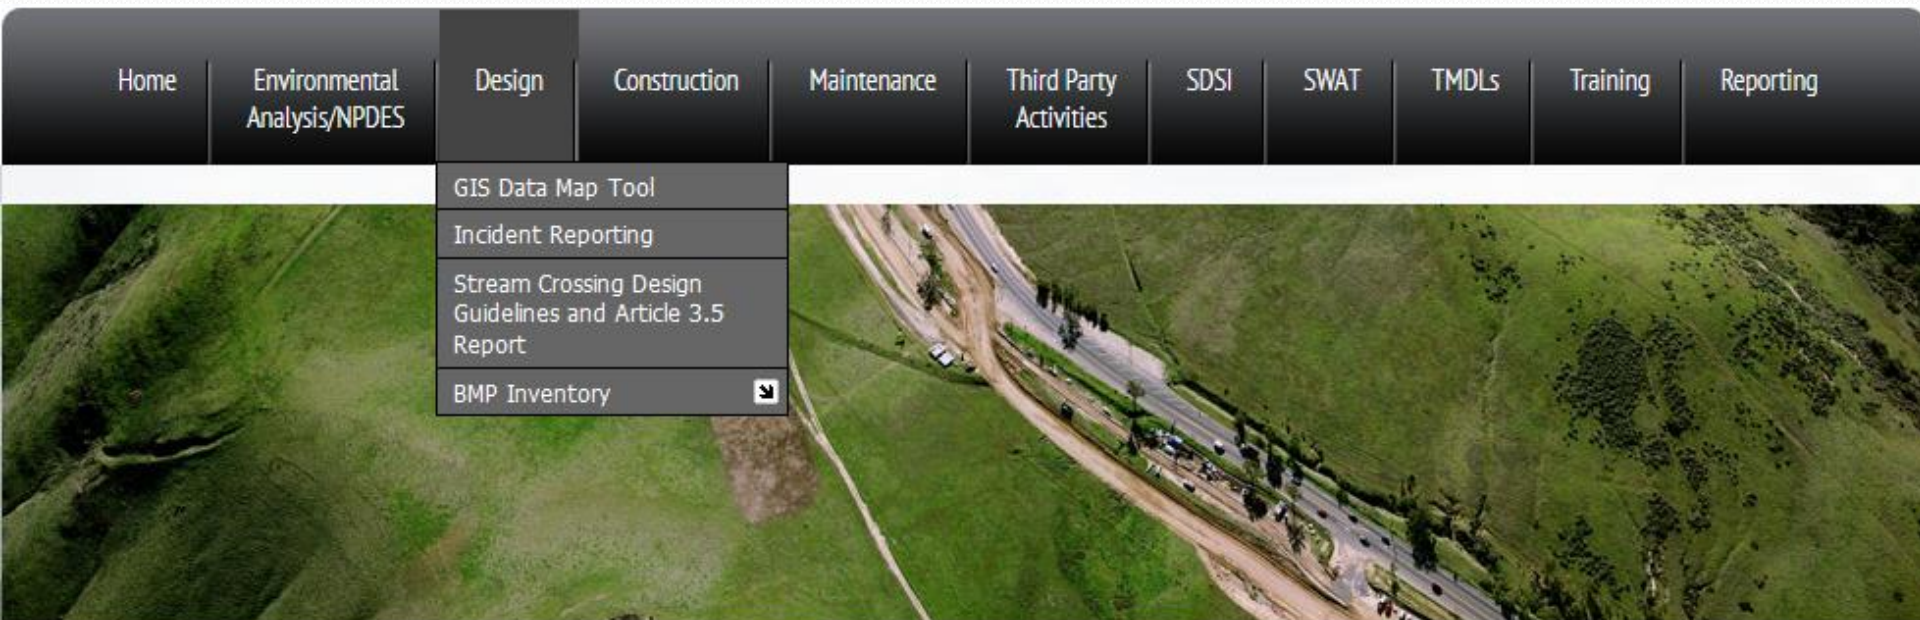 Home
Environmental
Analysis/NPDES
Design
Construction
Maintenance
Third Party
Activities
SDSI
SWAT
TMDLs
Training
Reporting
GIS Data Map Tool
Incident Reporting
Stream Crossing Design
Guidelines and Article 3.5
Report
BMP Inventory